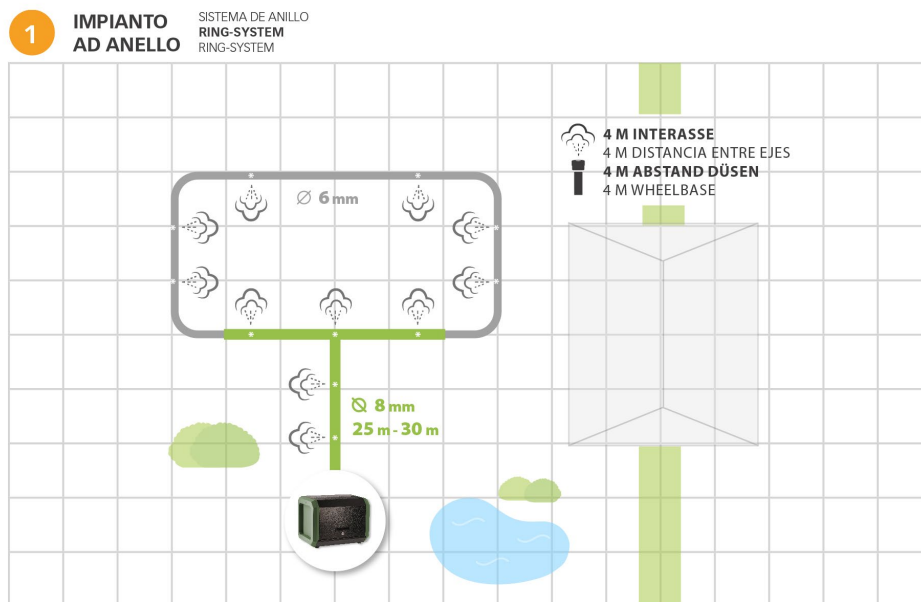 1
IMPIANTO
AD ANELLO
SISTEMA DE ANILLO
RING-SYSTEM
RING-SYSTEM
4 M INTERASSE
4 M DISTANCIA ENTRE EJES
4 M ABSTAND DÜSEN
4 M WHEELBASE
Ø 6 mm
Ø 8 mm
25 m - 30 m